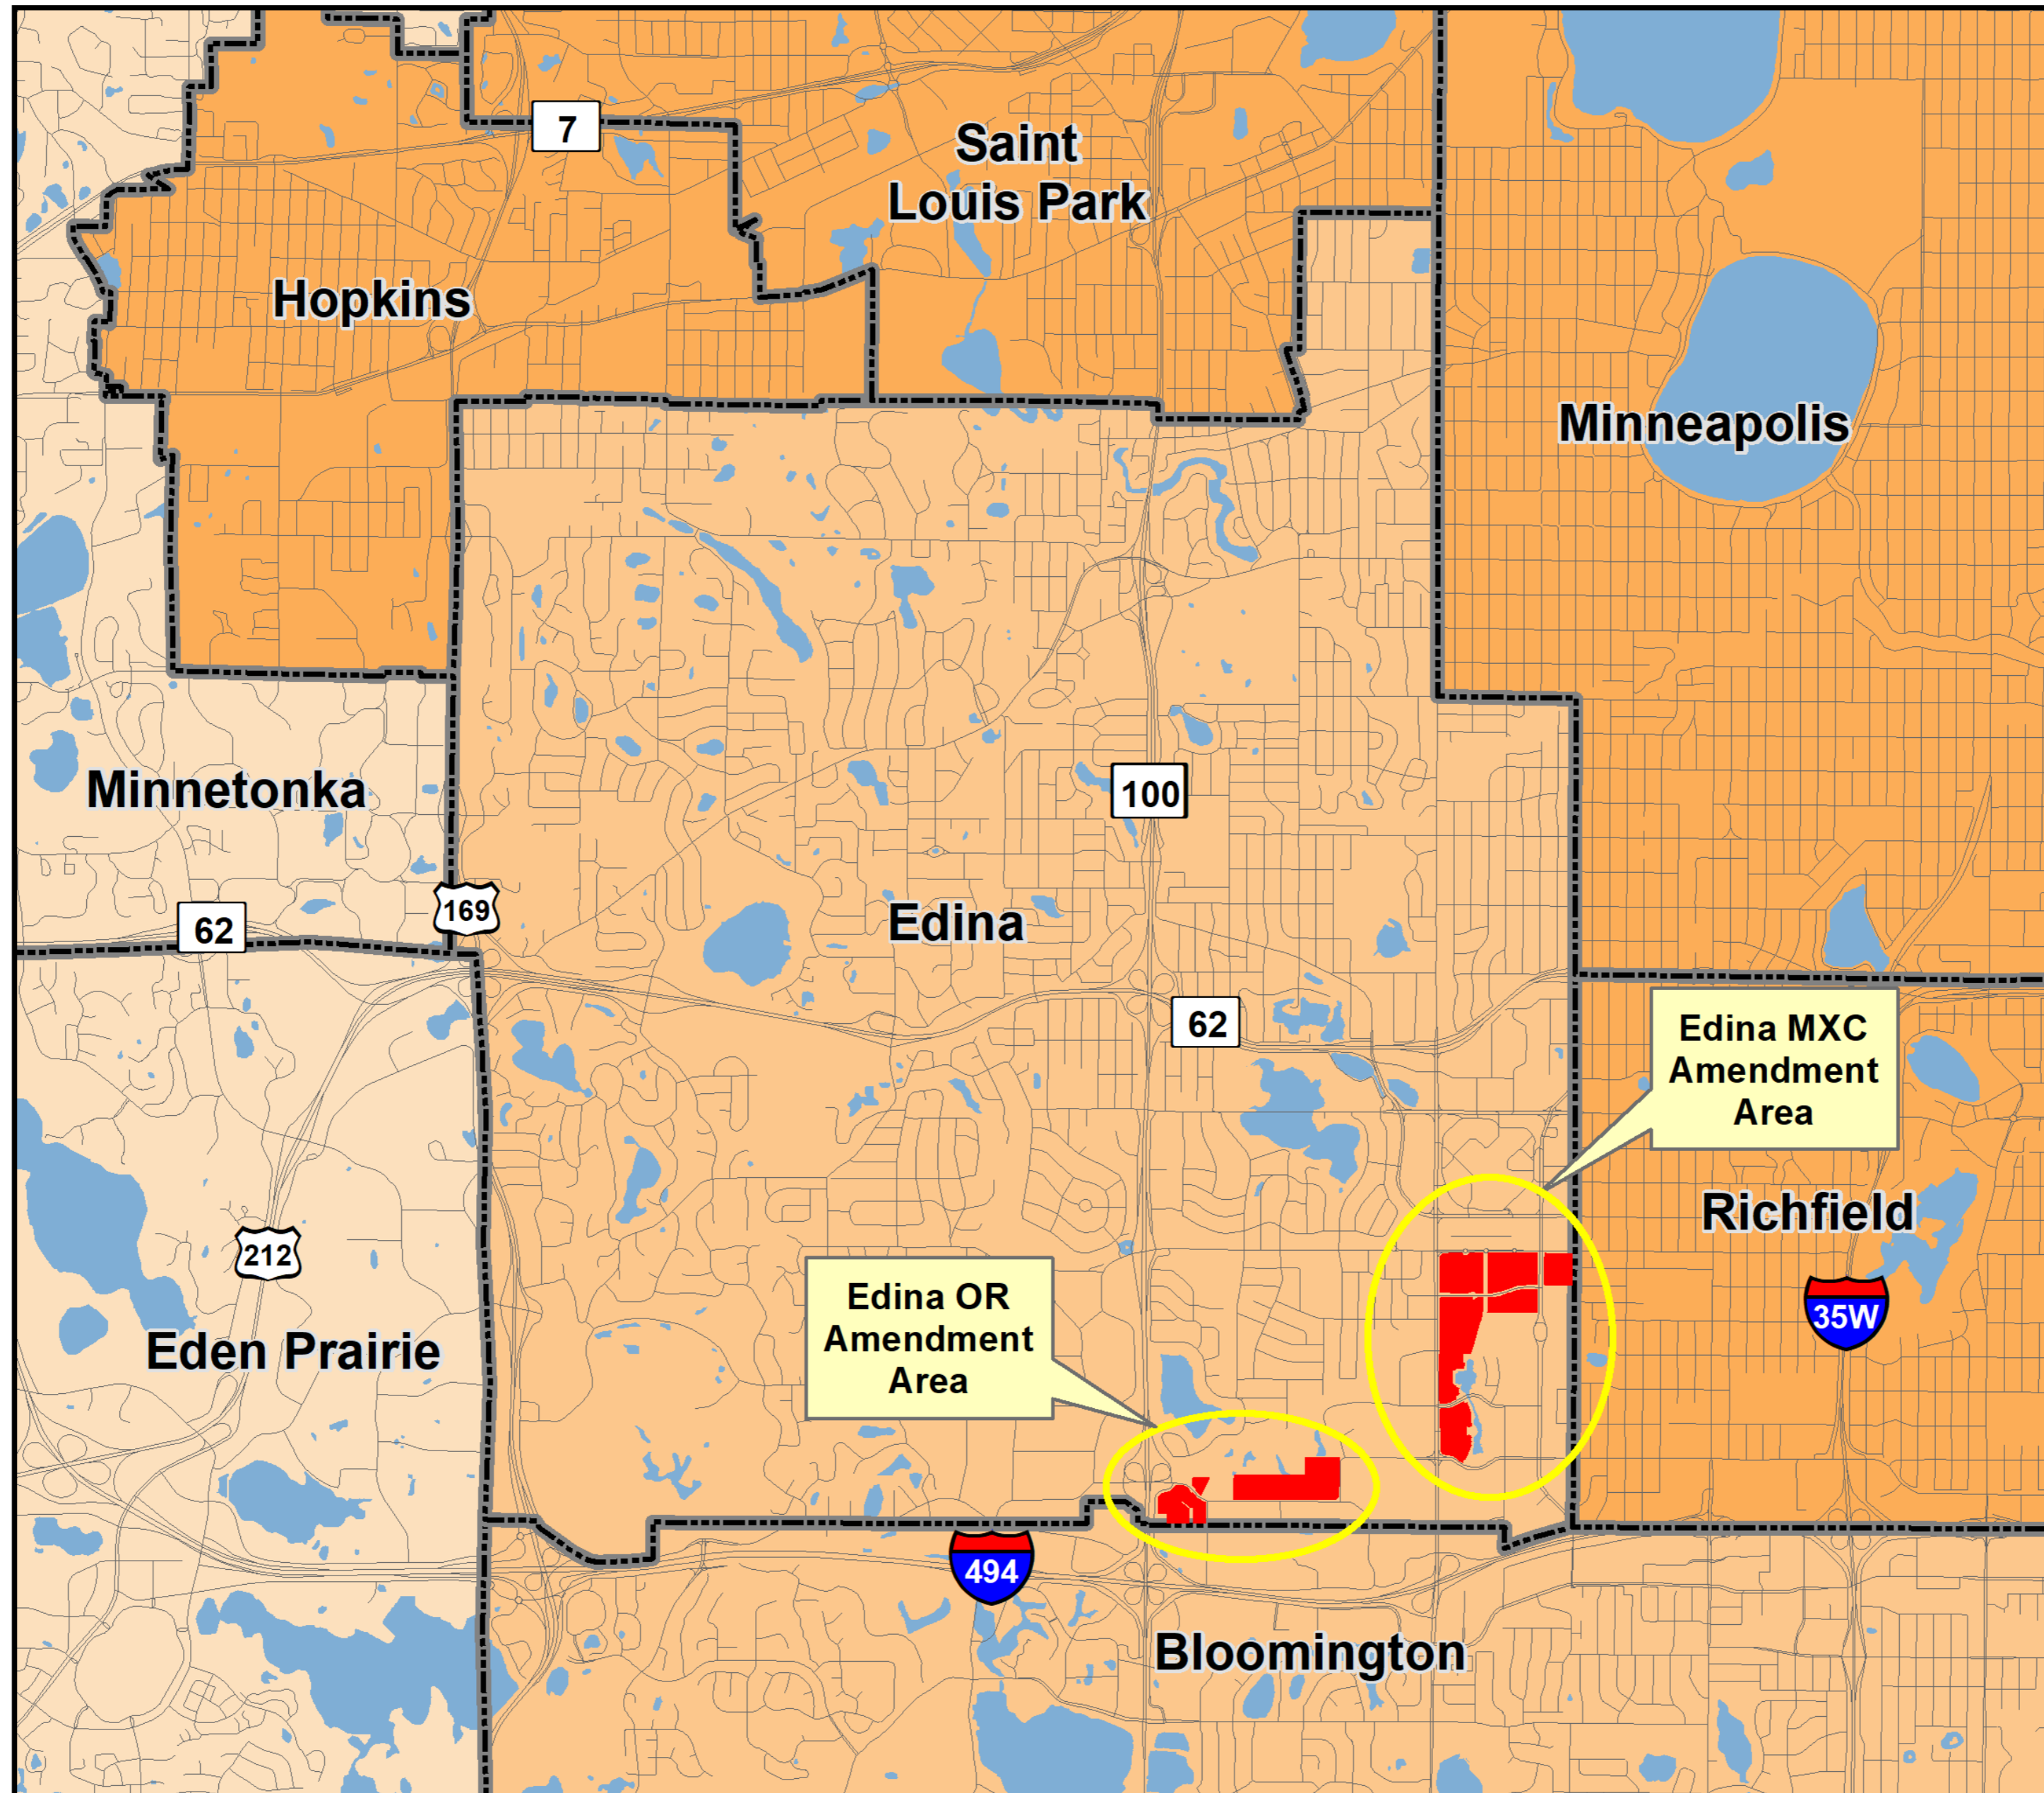 7
Saint
Louis Park
Hopkins
Minneapolis
Minnetonka
100
169
62
Edina
62
Edina MXC
Amendment
Area
Richfield
212
35W
Edina OR
Amendment
Area
Eden Prairie
494
Bloomington